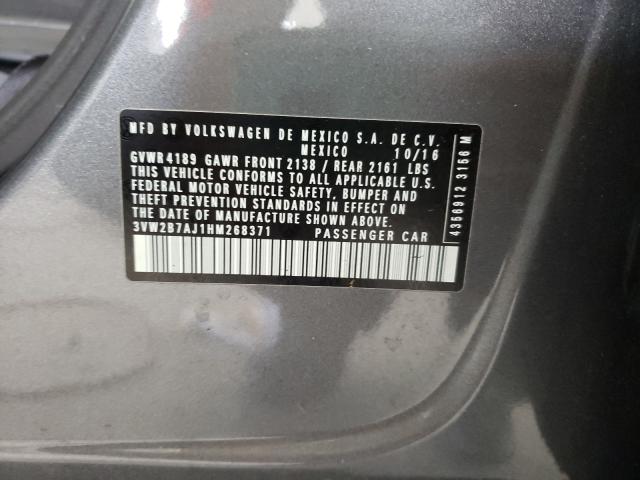 MFD BY VOLKSWAGEN DE MEXICO S.A. DE C.V.
MEXICO 10/16
GVWR4189 GAWR FRONT 2138 / REAR 2161 LBS
THIS VEHICLE CONFORMS TO ALL APPLICABLE U.S.
FEDERAL MOTOR VEHICLE SAFETY, BUMPER AND
THEFT PREVENTION STANDARDS IN EFFECT ON
THE DATE OF MANUFACTURE SHOWN ABOVE.
3VW2B7AJ1HM268371 PASSENGER CAR
4356912 3156 M